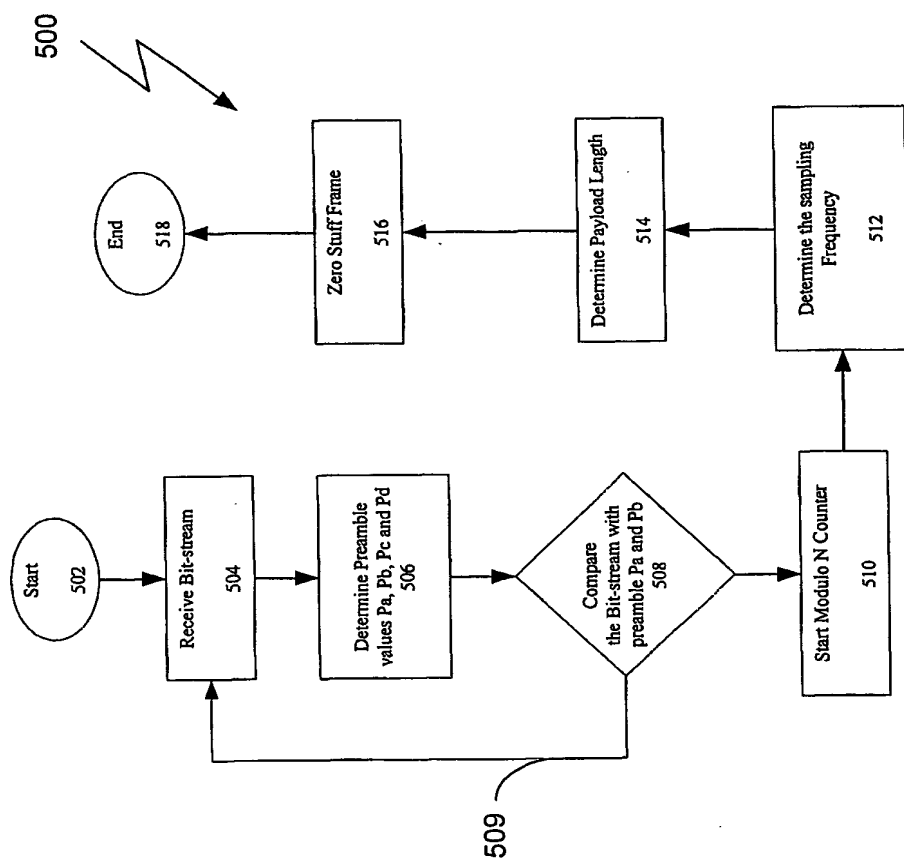 500
Start
502
Receive Bit-stream
504
Determine Preamble
values Pa, Pb, Pc and Pd
506
Compare
the Bit-stream with
preamble Pa and Pb
508
509
Start Modulo N Counter
510
Determine the sampling
Frequency
512
Determine Payload Length
514
Zero Stuff Frame
516
End
518